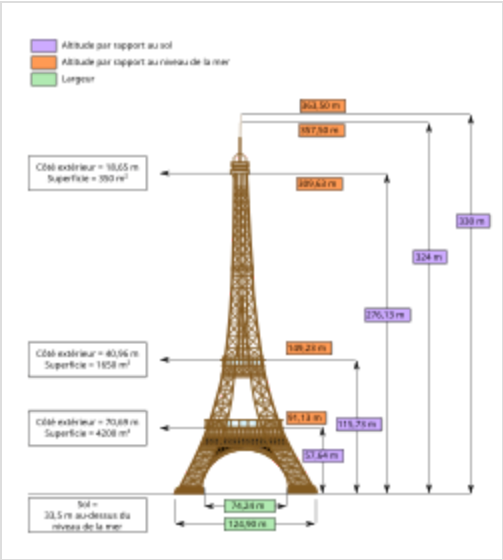 Altitude par rapport au sol
Altitude par rapport au niveau de la mer
Largeur
363,50 m
357,50 m
Côté extérieur = 18,65 m
Superficie = 350 m²
309,63 m
330 m
324 m
276,13 m
149,23 m
Côté extérieur = 40,96 m
Superficie = 1650 m²
91,13 m
115,73 m
Côté extérieur = 70,69 m
Superficie = 4200 m²
57,64 m
Sol =
33,5 m au-dessus du
niveau de la mer
74,24 m
124,90 m